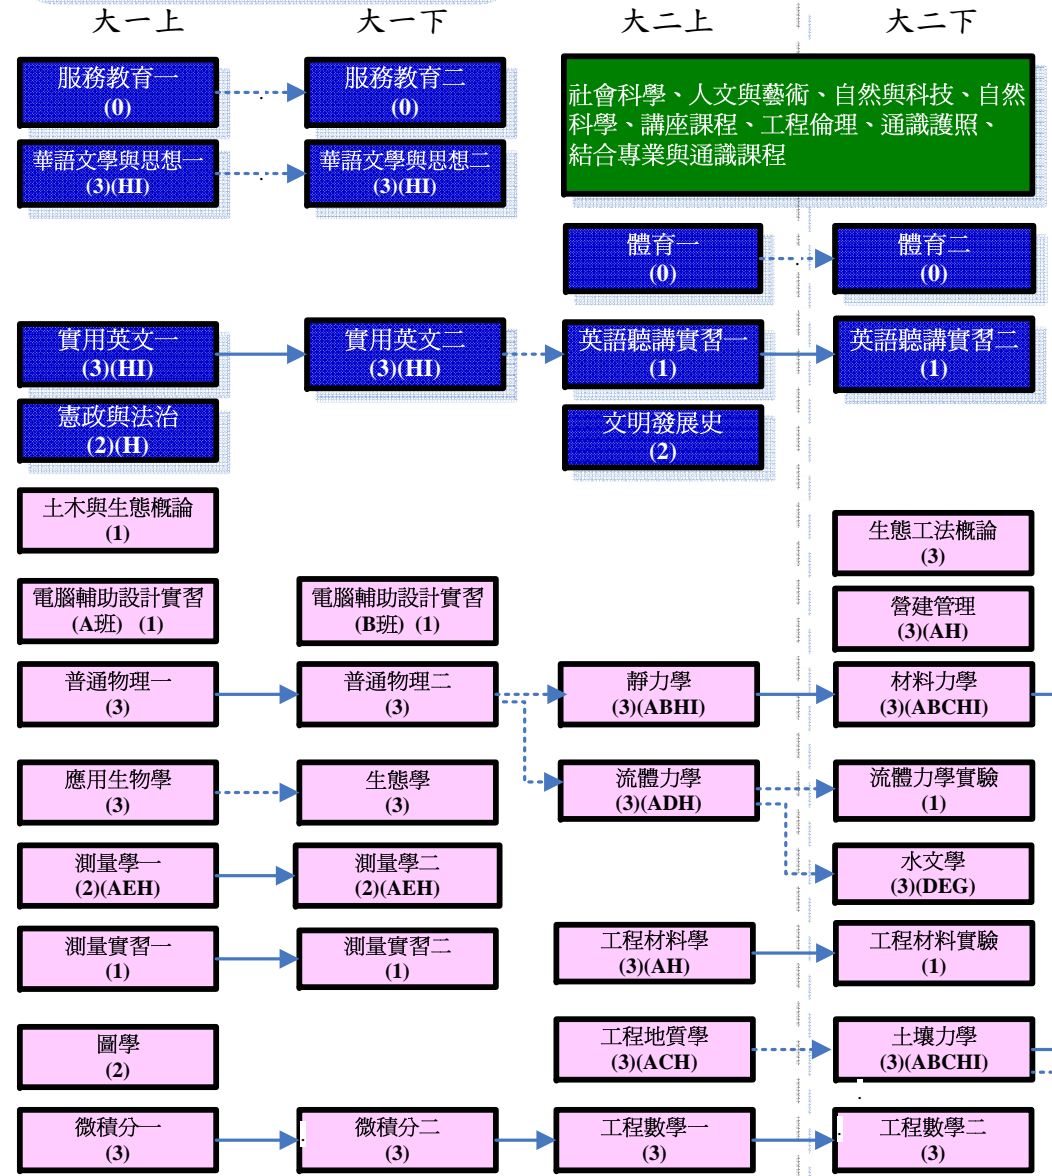 大一上 大一下 大二上 大二下
服務教育一
(0)
服務教育二
(0)
社會科學、人文與藝術、自然與科技、自然
科學、講座課程、工程倫理、通識護照、
結合專業與通識課程
華語文學與思想一
(3)(HI)
華語文學與思想二
(3)(HI)
體育一
(0)
體育二
(0)
實用英文一
(3)(HI)
實用英文二
(3)(HI)
英語聽講實習一
(1)
英語聽講實習二
(1)
憲政與法治
(2)(H)
文明發展史
(2)
土木與生態概論
(1)
生態工法概論
(3)
電腦輔助設計實習
(A班) (1)
電腦輔助設計實習
(B班) (1)
營建管理
(3)(AH)
普通物理一
(3)
普通物理二
(3)
靜力學
(3)(ABHI)
材料力學
(3)(ABCHI)
應用生物學
(3)
生態學
(3)
流體力學
(3)(ADH)
流體力學實驗
(1)
測量學一
(2)(AEH)
測量學二
(2)(AEH)
水文學
(3)(DEG)
測量實習一
(1)
測量實習二
(1)
工程材料學
(3)(AH)
工程材料實驗
(1)
圖學
(2)
工程地質學
(3)(ACH)
土壤力學
(3)(ABCHI)
微積分一
(3)
微積分二
(3)
工程數學一
(3)
工程數學二
(3)